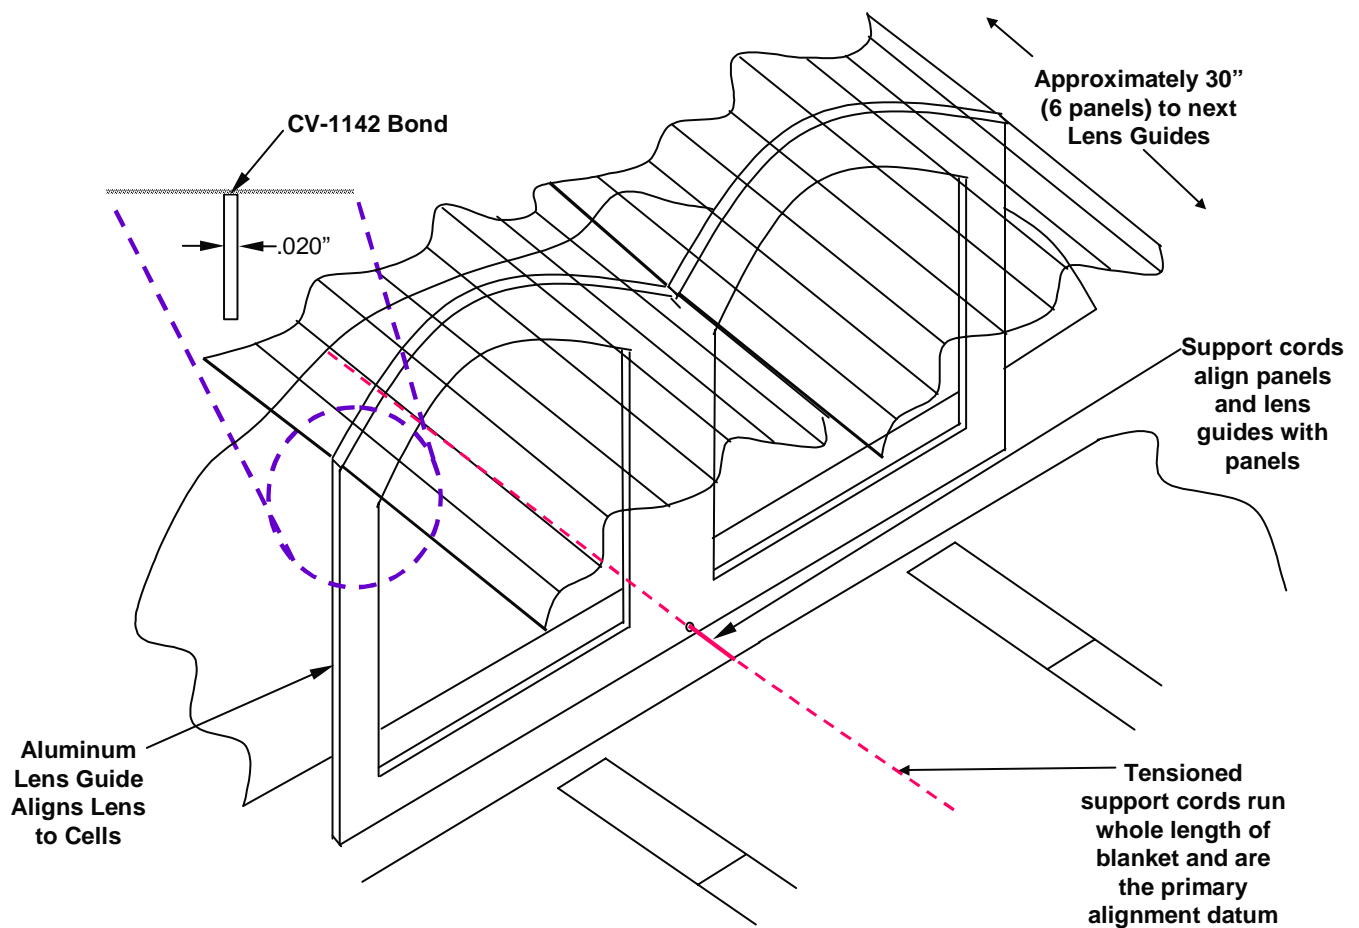 Approximately 30”
(6 panels) to next
Lens Guides
CV-1142 Bond
.020”
Support cords
align panels
and lens
guides with
panels
Aluminum
Lens Guide
Aligns Lens
to Cells
Tensioned
support cords run
whole length of
blanket and are
the primary
alignment datum